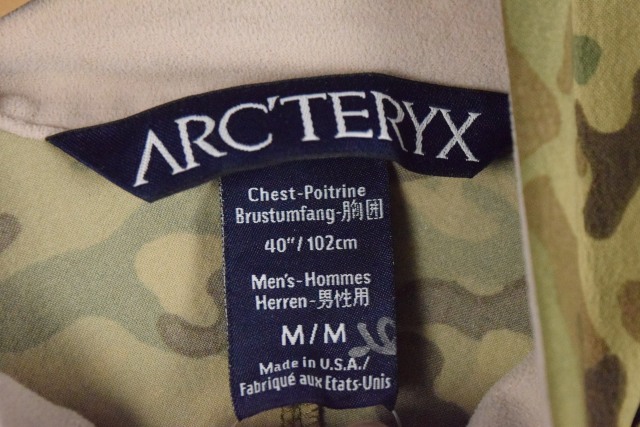 ARC'TERYX
Chest-Poitrine
Brustumfang-胸囲
40"/102cm
Men's-Hommes
Herren-男性用
M/M
Made in U.S.A./
Fabriqué aux Etats-Unis